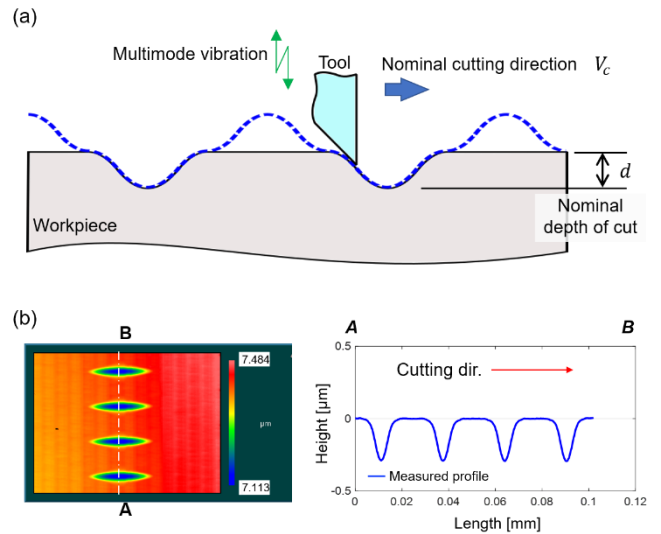 (a)
Multimode vibration
Tool
Nominal cutting direction V_c
d
Nominal
depth of cut
Workpiece
(b)
B
7.484
μm
7.113
A
A
B
0.5
Cutting dir.
Height [μm]
0
Measured profile
-0.5
0 0.02 0.04 0.06 0.08 0.1 0.12
Length [mm]